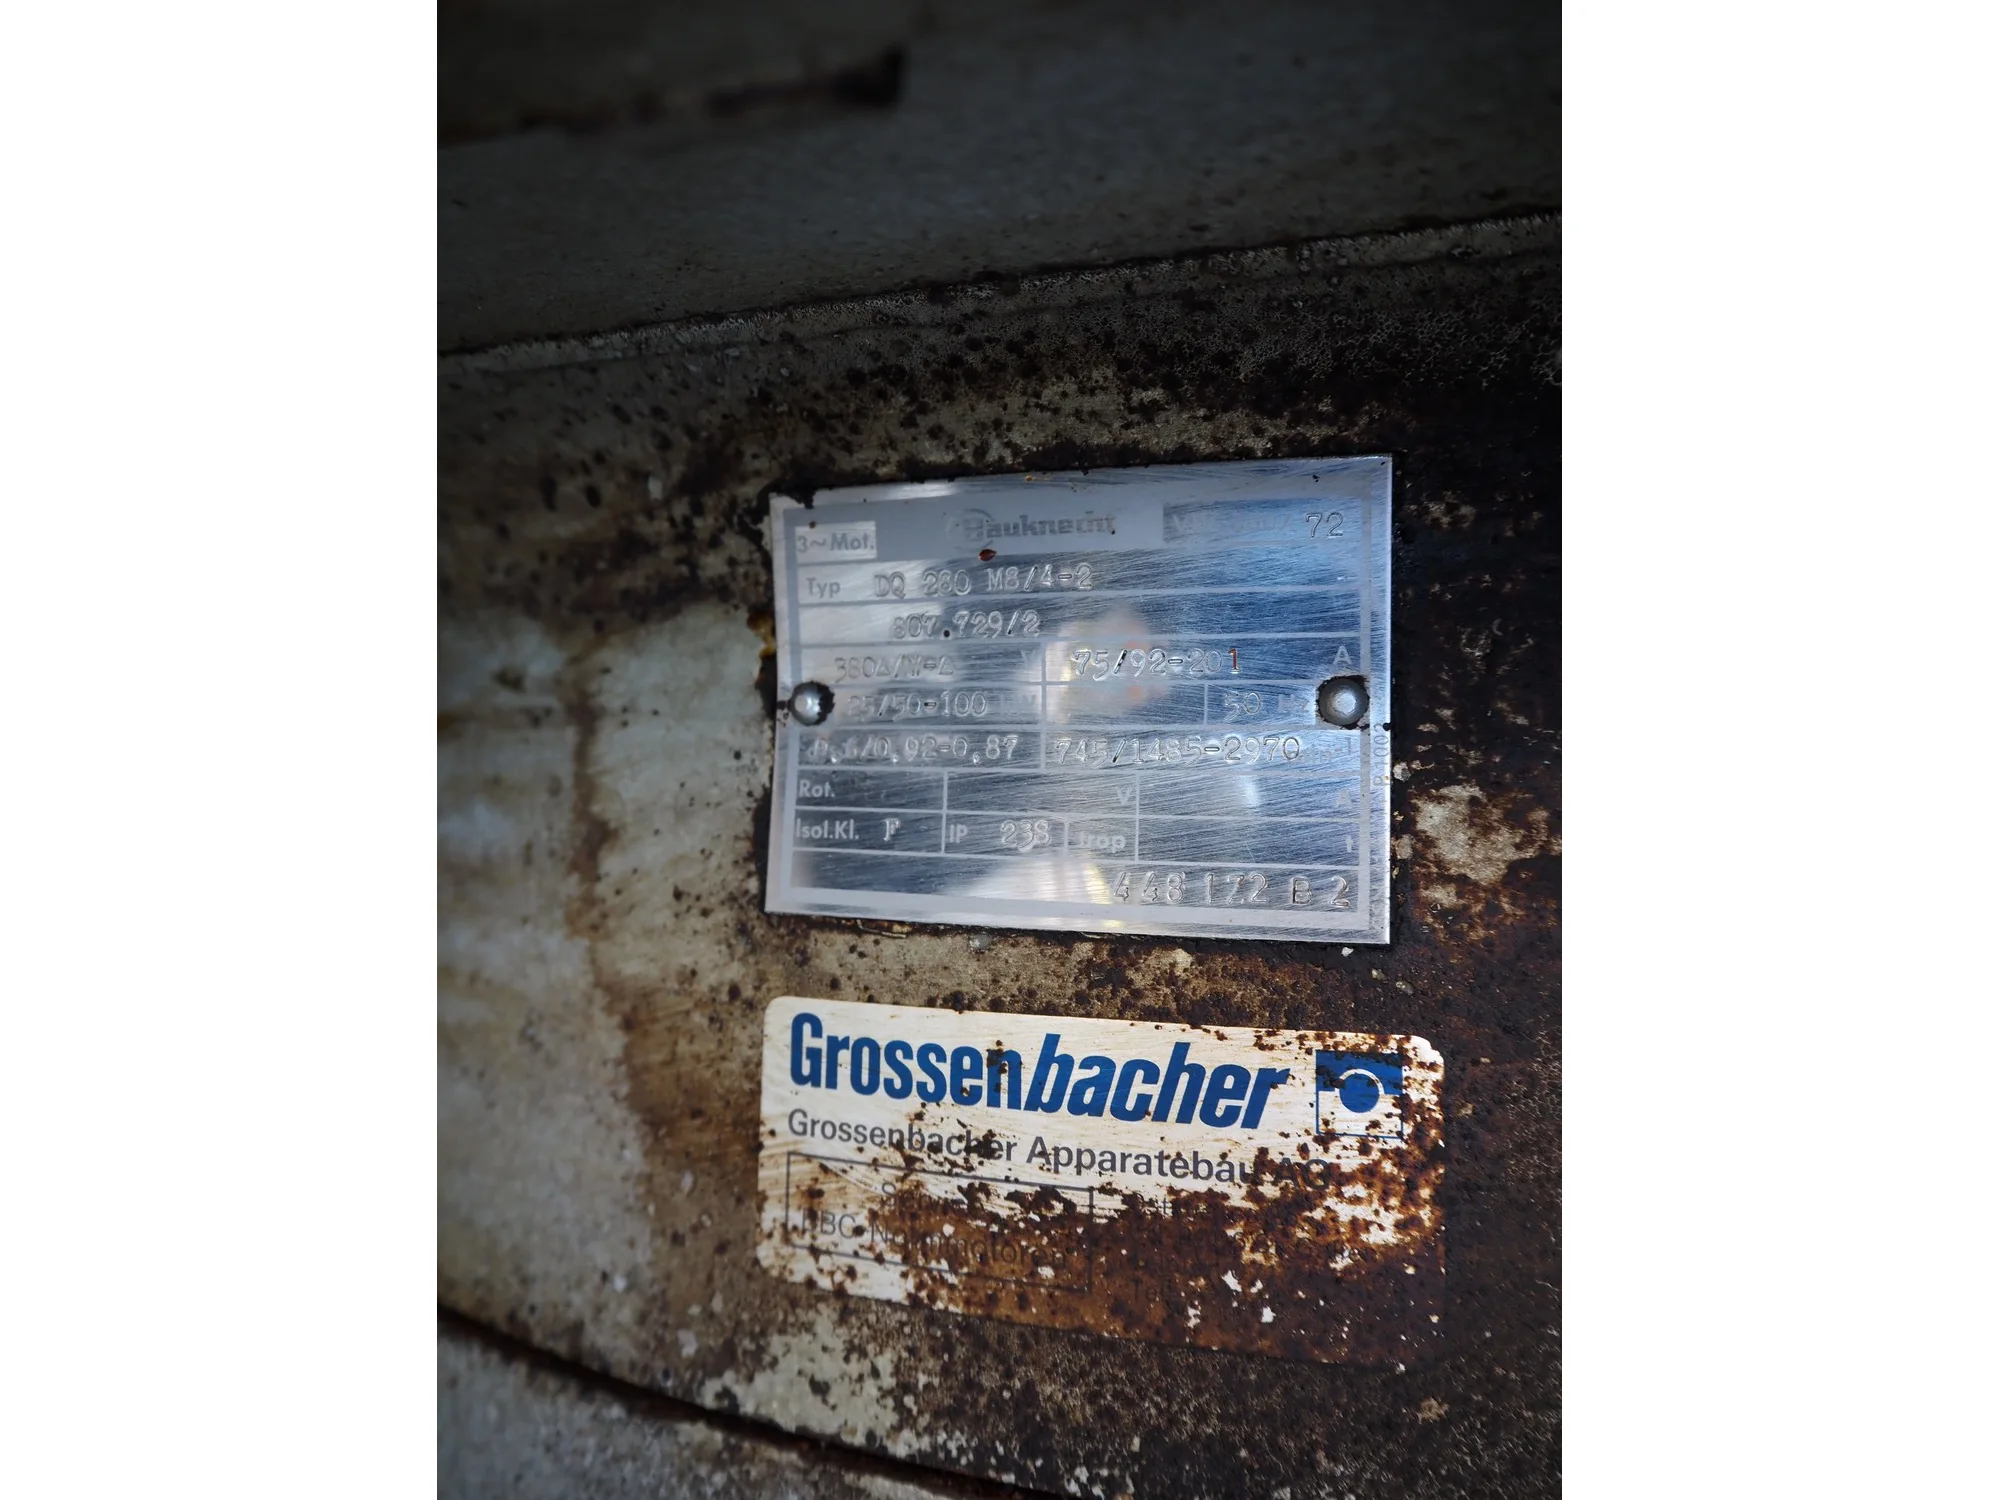 3~ Mot. Bauknecht 72
Typ DQ 280 M8/4-2
807.729/2
380Δ/Y-Δ V 75/92-201 A
25/50-100 50 Hz
/0,92-0,87 745/1485-2970
Rot. V A
Isol.Kl. F IP 23S trop t
448 172 B 2
Grossenbacher
Grossenbacher Apparatebau AG
Normmotoren